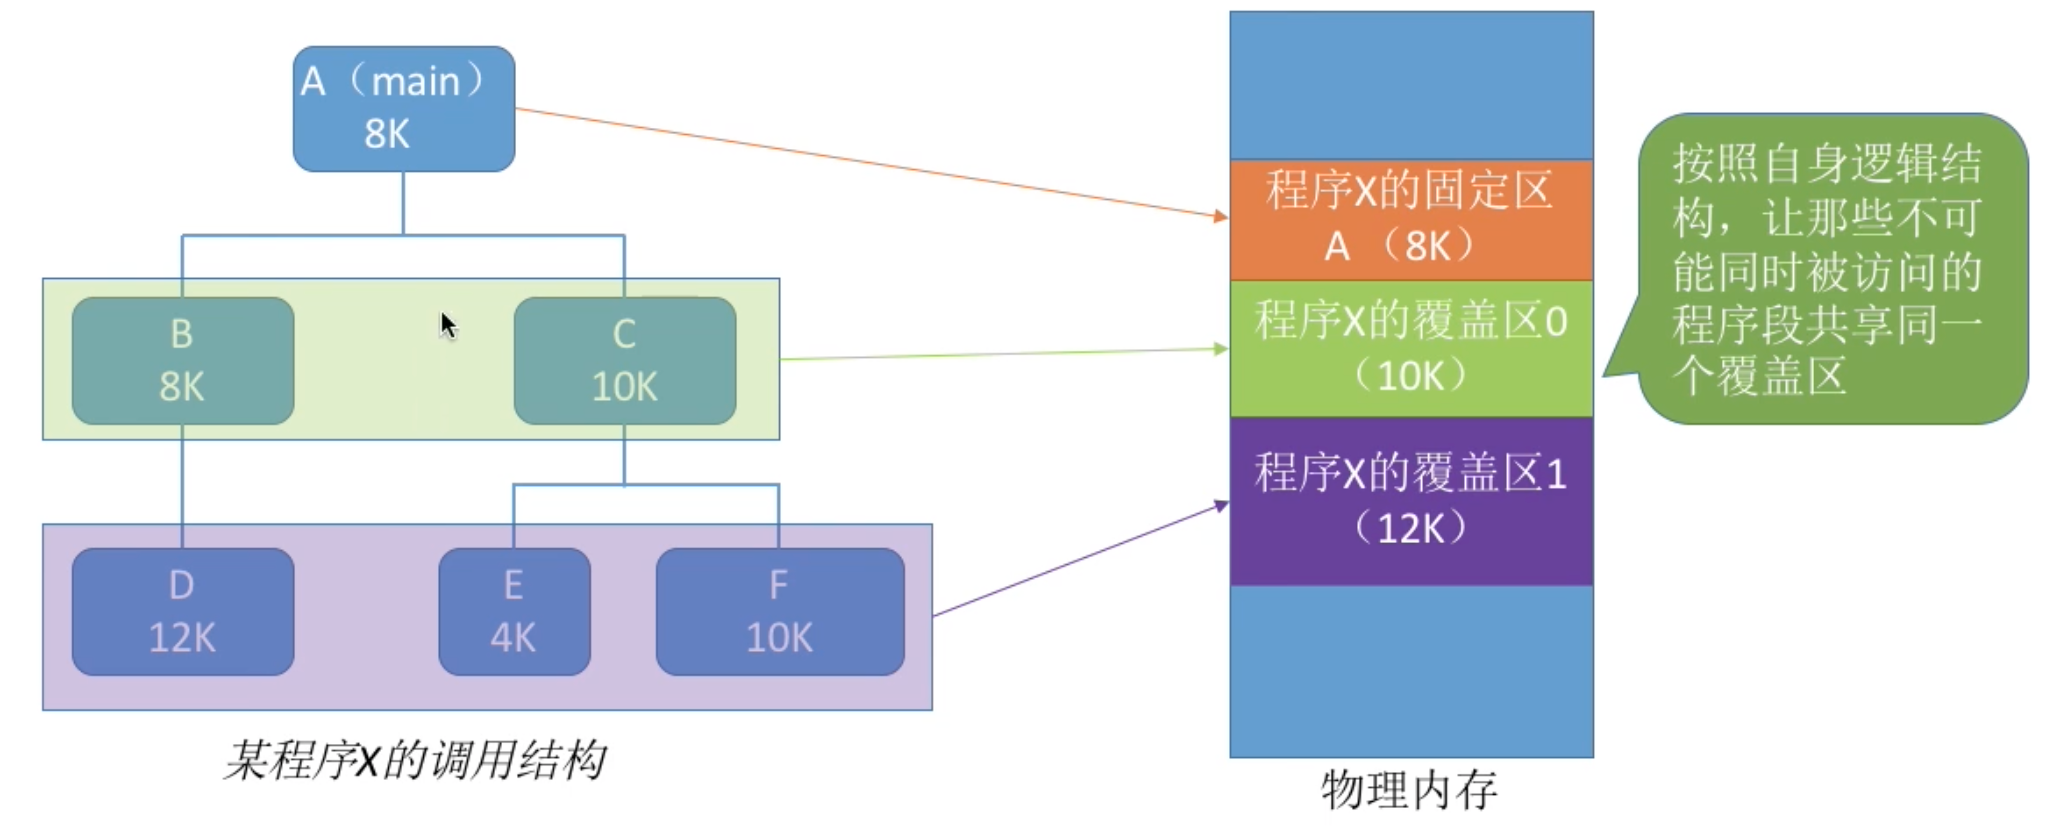 A（main）
8K
B
8K
C
10K
D
12K
E
4K
F
10K
某程序X的调用结构
程序X的固定区
A （8K）
程序X的覆盖区0
（10K）
程序X的覆盖区1
（12K）
物理内存
按照自身逻辑结
构，让那些不可
能同时被访问的
程序段共享同一
个覆盖区